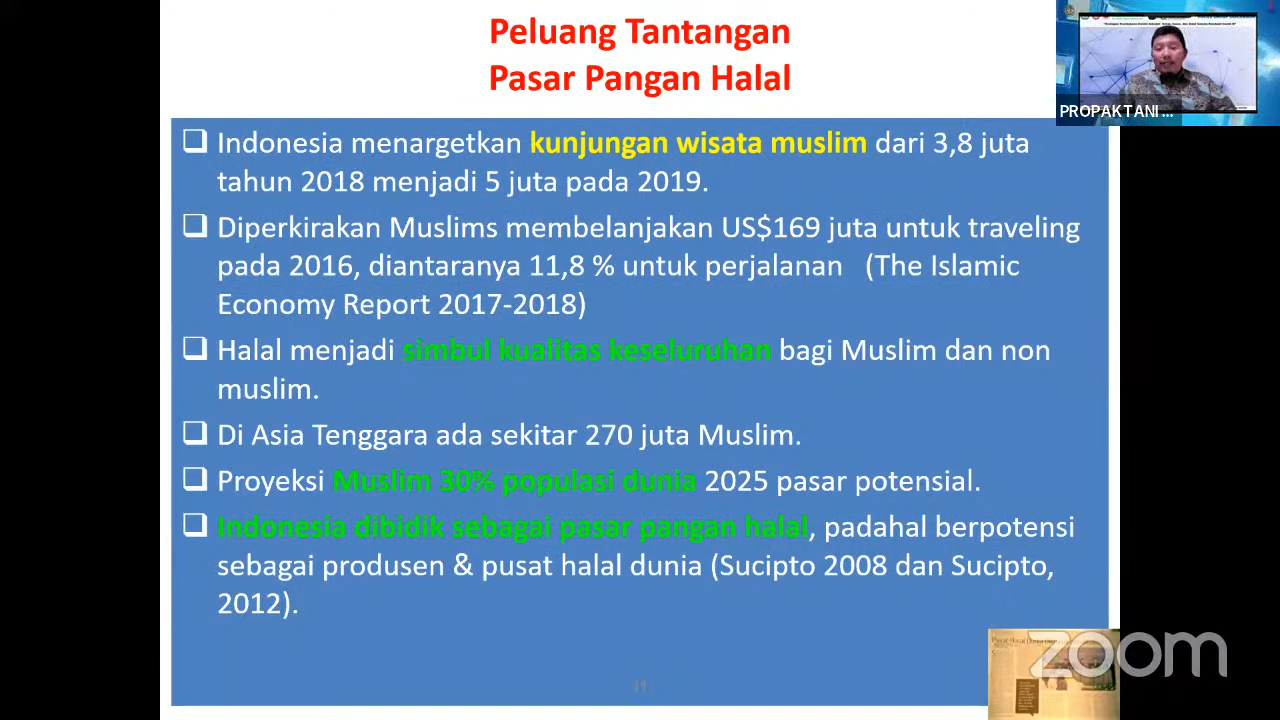 Peluang Tantangan
Pasar Pangan Halal
PROPAKTANI ...
Indonesia menargetkan kunjungan wisata muslim dari 3,8 juta
tahun 2018 menjadi 5 juta pada 2019.
Diperkirakan Muslims membelanjakan US$169 juta untuk traveling
pada 2016, diantaranya 11,8 % untuk perjalanan (The Islamic
Economy Report 2017-2018)
Halal menjadi simbul kualitas keseluruhan bagi Muslim dan non
muslim.
Di Asia Tenggara ada sekitar 270 juta Muslim.
Proyeksi Muslim 30% populasi dunia 2025 pasar potensial.
Indonesia dibidik sebagai pasar pangan halal, padahal berpotensi
sebagai produsen & pusat halal dunia (Sucipto 2008 dan Sucipto,
2012).
Pasar Halal Dunia
zoom
11